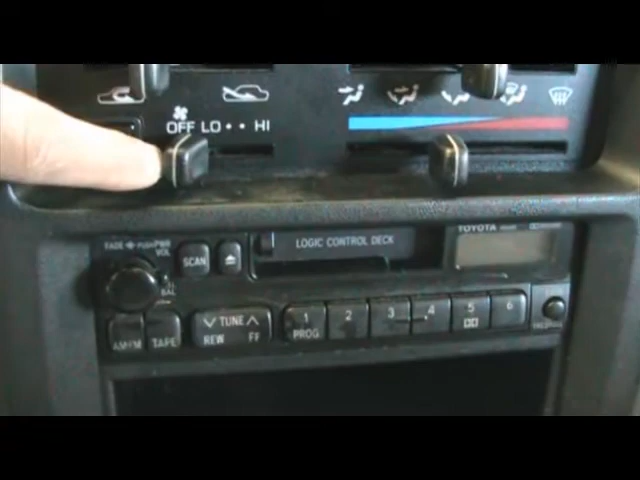 OFF LO •• HI
FADE PUSH PWR
VOL
BAL
SCAN
LOGIC CONTROL DECK
TOYOTA
AM•FM
TAPE
TUNE
REW FF
1 2 3 4 5 6
PROG